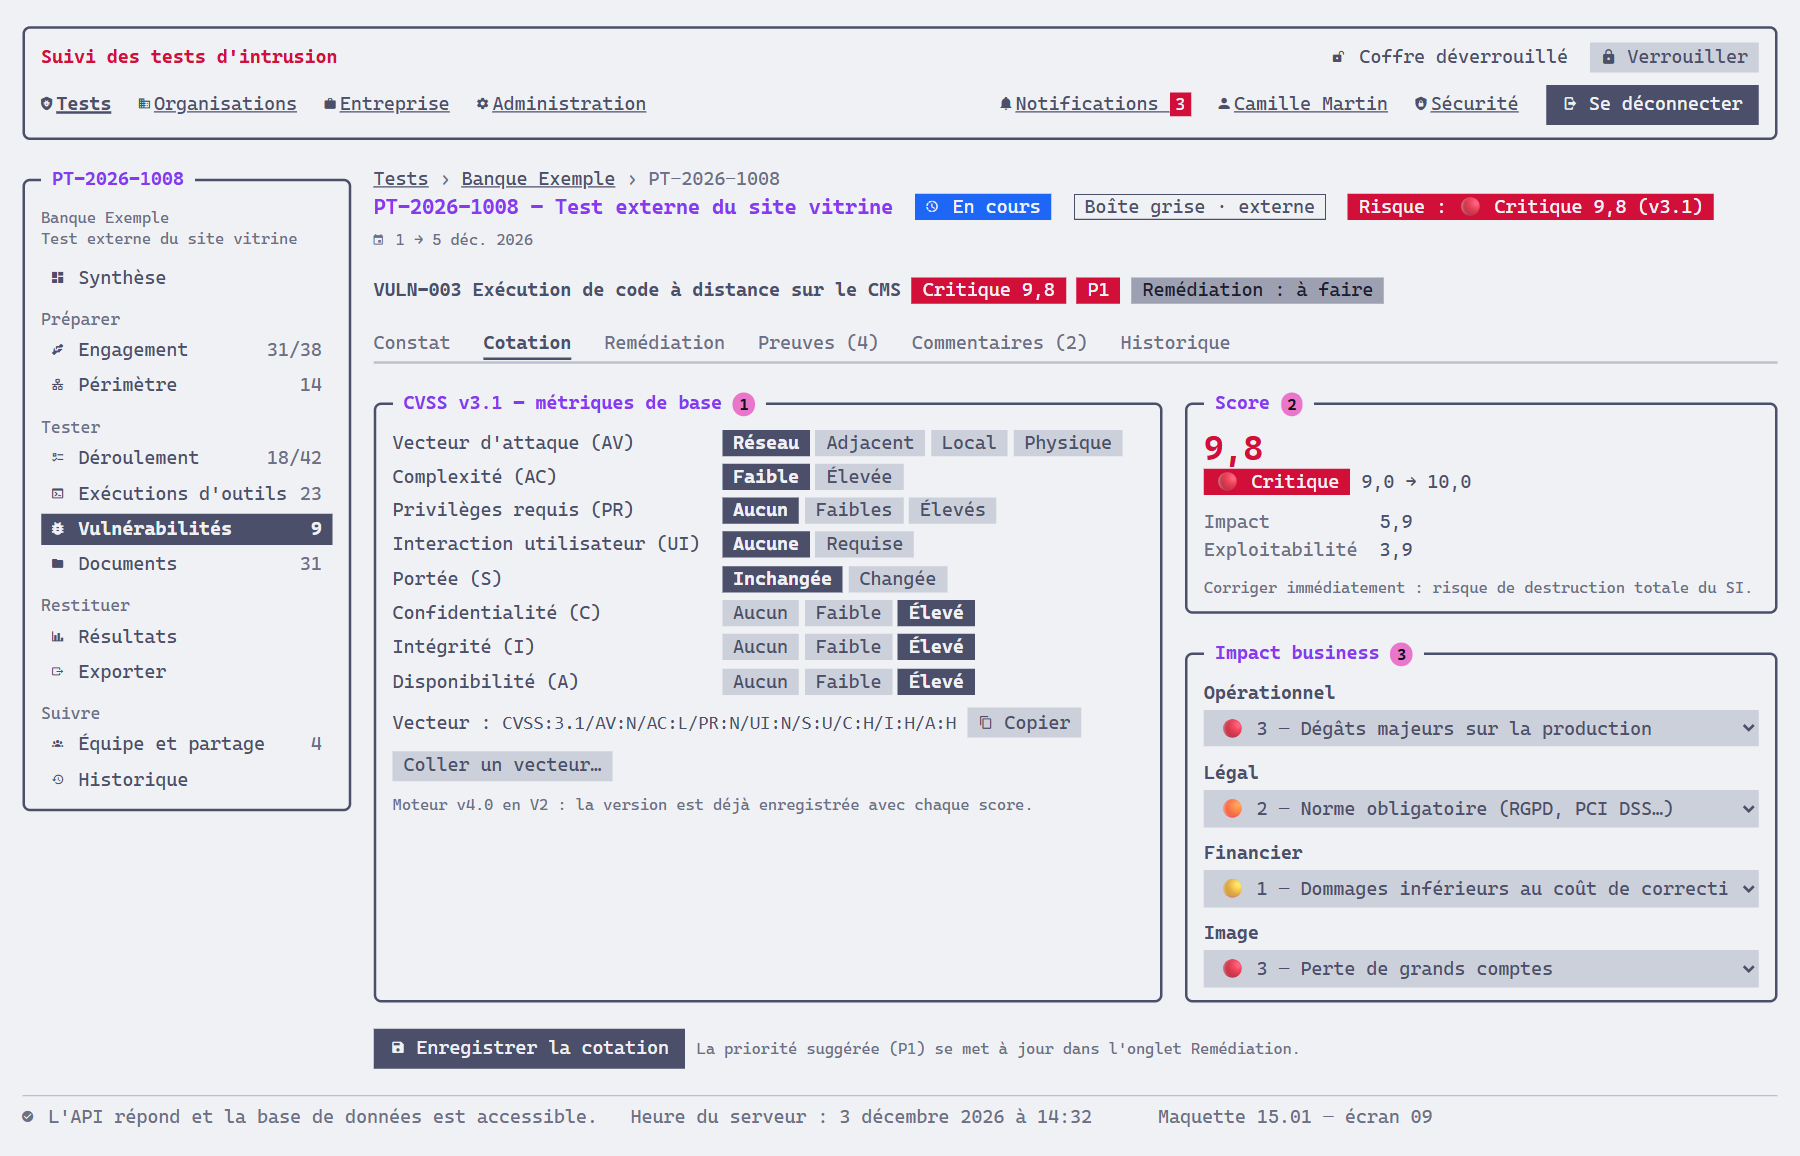 Suivi des tests d'intrusion
Coffre déverrouillé
Verrouiller
Tests
Organisations
Entreprise
Administration
Notifications 3
Camille Martin
Sécurité
Se déconnecter
PT-2026-1008
Banque Exemple
Test externe du site vitrine
Synthèse
Préparer
Engagement 31/38
Périmètre 14
Tester
Déroulement 18/42
Exécutions d'outils 23
Vulnérabilités 9
Documents 31
Restituer
Résultats
Exporter
Suivre
Équipe et partage 4
Historique
Tests › Banque Exemple › PT-2026-1008
PT-2026-1008 — Test externe du site vitrine
En cours
Boîte grise · externe
Risque : Critique 9,8 (v3.1)
1 → 5 déc. 2026
VULN-003 Exécution de code à distance sur le CMS
Critique 9,8
P1
Remédiation : à faire
Constat
Cotation
Remédiation
Preuves (4)
Commentaires (2)
Historique
CVSS v3.1 — métriques de base 1
Vecteur d'attaque (AV) Réseau Adjacent Local Physique
Complexité (AC) Faible Élevée
Privilèges requis (PR) Aucun Faibles Élevés
Interaction utilisateur (UI) Aucune Requise
Portée (S) Inchangée Changée
Confidentialité (C) Aucun Faible Élevé
Intégrité (I) Aucun Faible Élevé
Disponibilité (A) Aucun Faible Élevé
Vecteur : CVSS:3.1/AV:N/AC:L/PR:N/UI:N/S:U/C:H/I:H/A:H Copier
Coller un vecteur…
Moteur v4.0 en V2 : la version est déjà enregistrée avec chaque score.
Score 2
9,8
Critique 9,0 → 10,0
Impact 5,9
Exploitabilité 3,9
Corriger immédiatement : risque de destruction totale du SI.
Impact business 3
Opérationnel
3 — Dégâts majeurs sur la production
Légal
2 — Norme obligatoire (RGPD, PCI DSS…)
Financier
1 — Dommages inférieurs au coût de correcti
Image
3 — Perte de grands comptes
Enregistrer la cotation
La priorité suggérée (P1) se met à jour dans l'onglet Remédiation.
L'API répond et la base de données est accessible.
Heure du serveur : 3 décembre 2026 à 14:32
Maquette 15.01 — écran 09